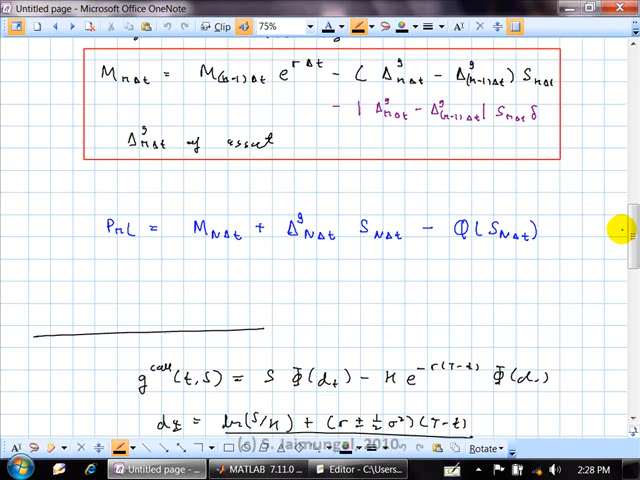 Untitled page - Microsoft Office OneNote
75%
M_{nΔt} = M_{(n-1)Δt} e^{rΔt} - ( Δ^g_{nΔt} - Δ^g_{(n-1)Δt} ) S_{nΔt}
- | Δ^g_{nΔt} - Δ^g_{(n-1)Δt} | S_{nΔt} δ
Δ^g_{nΔt} of asset
PnL = M_{NΔt} + Δ^g_{NΔt} S_{NΔt} - φ(S_{NΔt})
g^{call}(t,S) = S Φ(d_+) - K e^{-r(T-t)} Φ(d_-)
d_± = ln(S/K) + (r ± ½σ²)(T-t)
(c) S. Jaimungal, 2010
Rotate
Untitled page - Micr...
MATLAB 7.11.0 ...
Editor - C:\Users...
2:28 PM